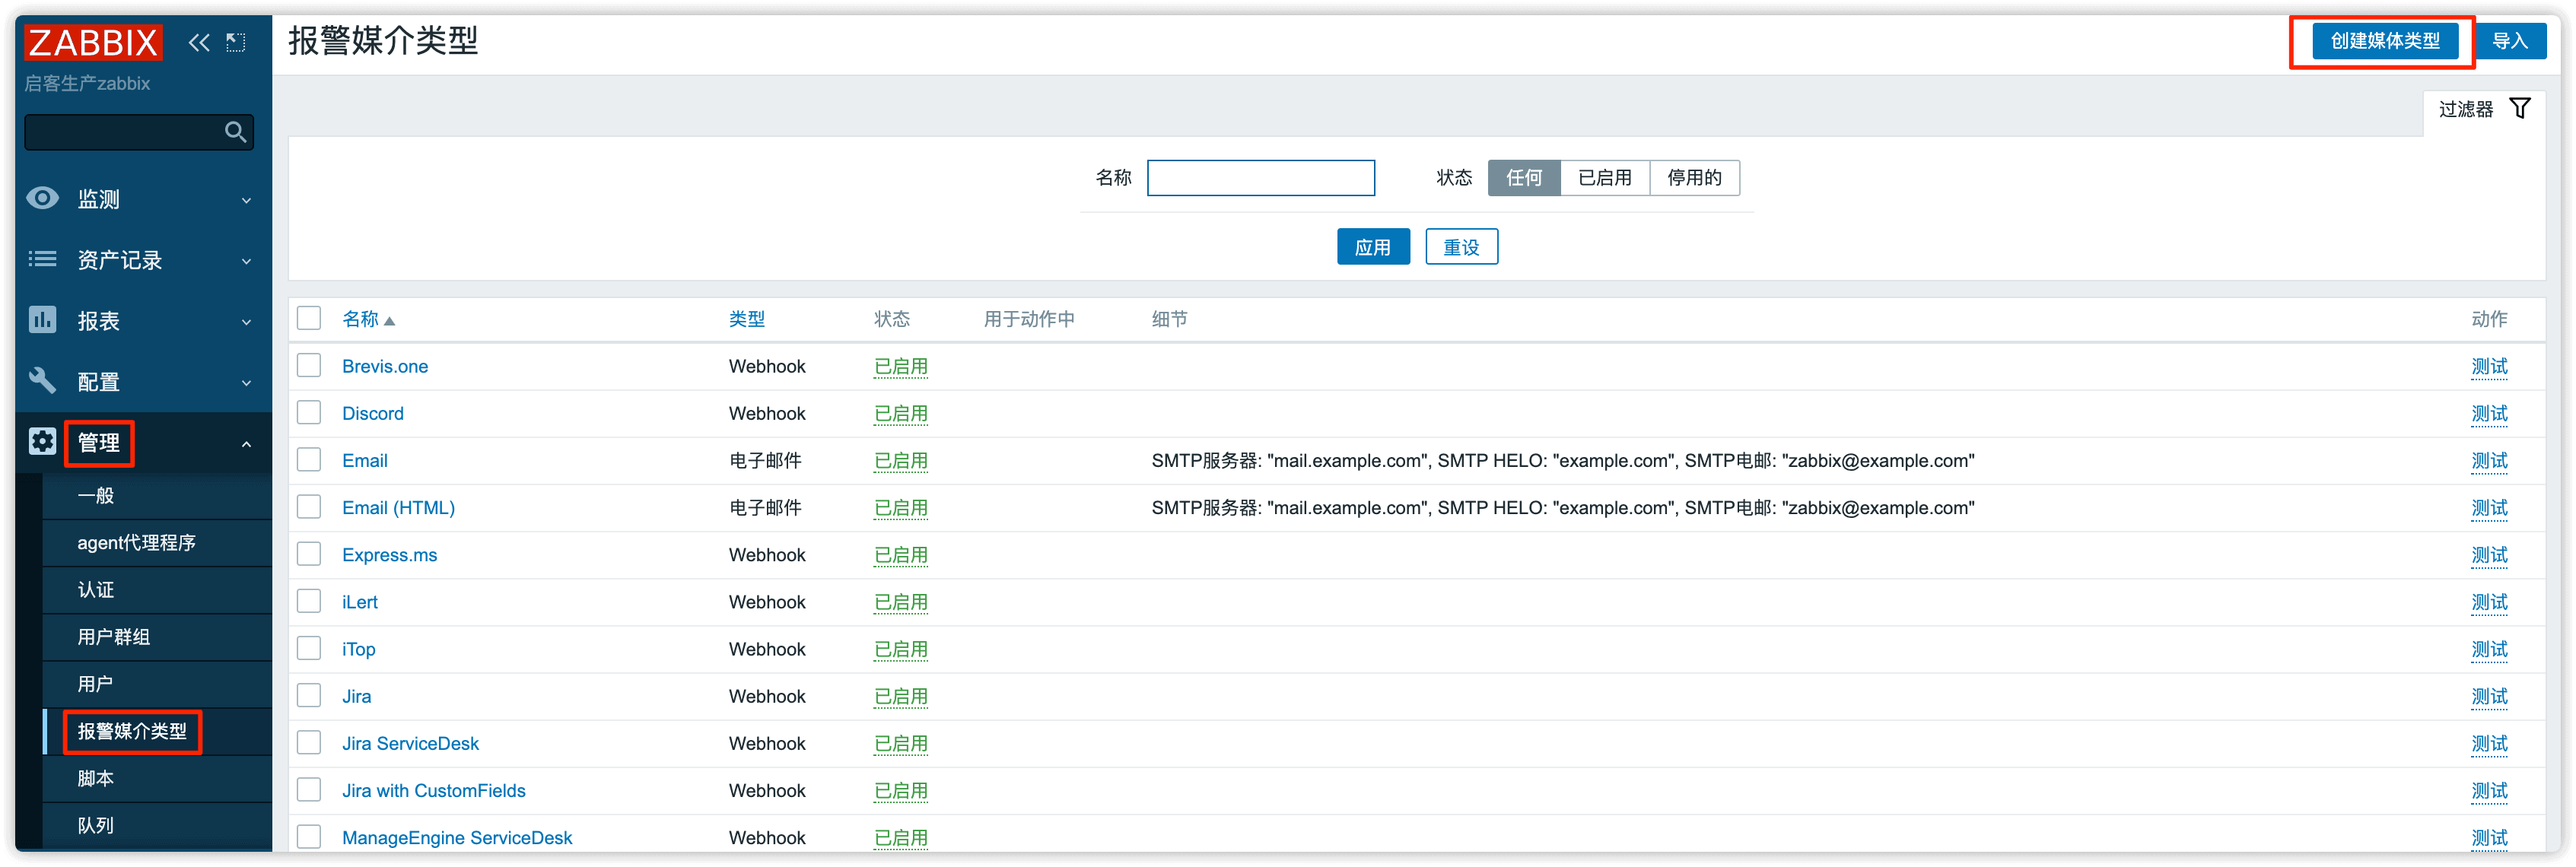 ZABBIX
启客生产zabbix
监测
资产记录
报表
配置
管理
一般
agent代理程序
认证
用户群组
用户
报警媒介类型
脚本
队列
报警媒介类型
创建媒体类型 导入
过滤器
名称 状态 任何 已启用 停用的
应用 重设
名称 类型 状态 用于动作中 细节 动作
Brevis.one Webhook 已启用 测试
Discord Webhook 已启用 测试
Email 电子邮件 已启用 SMTP服务器: "mail.example.com", SMTP HELO: "example.com", SMTP电邮: "zabbix@example.com" 测试
Email (HTML) 电子邮件 已启用 SMTP服务器: "mail.example.com", SMTP HELO: "example.com", SMTP电邮: "zabbix@example.com" 测试
Express.ms Webhook 已启用 测试
iLert Webhook 已启用 测试
iTop Webhook 已启用 测试
Jira Webhook 已启用 测试
Jira ServiceDesk Webhook 已启用 测试
Jira with CustomFields Webhook 已启用 测试
ManageEngine ServiceDesk Webhook 已启用 测试